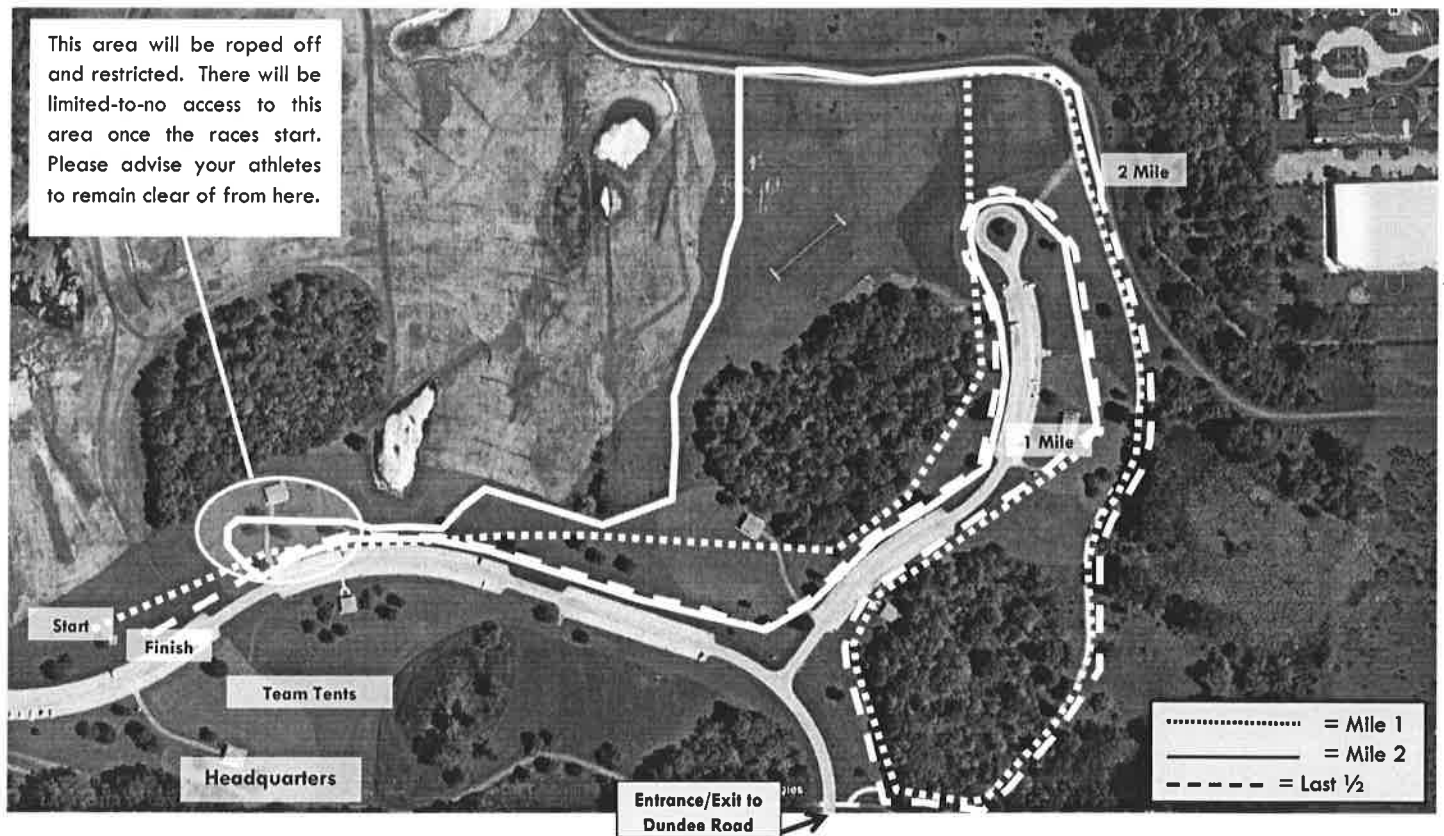 This area will be roped off
and restricted. There will be
limited-to-no access to this
area once the races start.
Please advise your athletes
to remain clear of from here.
2 Mile
1 Mile
Start
Finish
Team Tents
Headquarters
Entrance/Exit to
Dundee Road
= Mile 1
= Mile 2
= Last ½